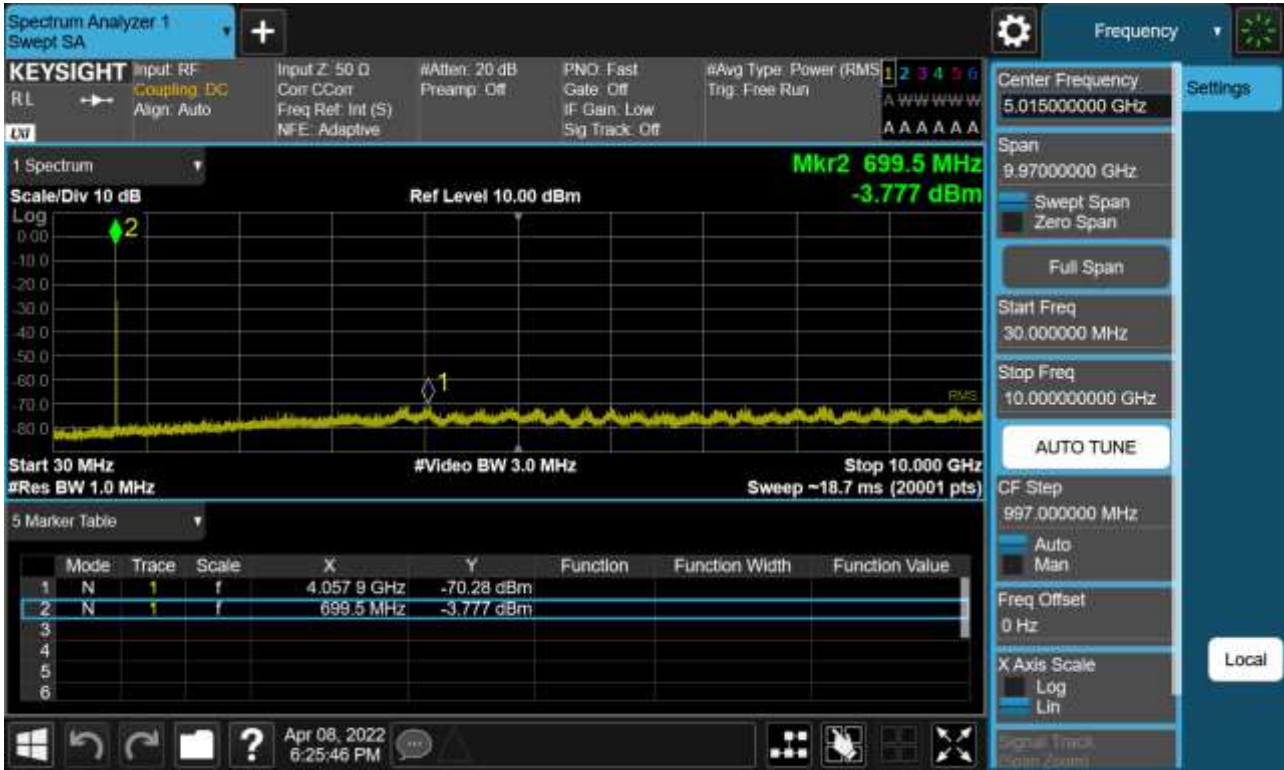 Spectrum Analyzer 1
Swept SA
+
Frequency
KEYSIGHT
RL
LXI
Input: RF
Coupling: DC
Align: Auto
Input Z: 50 Ω
Corr CCorr
Freq Ref: Int (S)
NFE: Adaptive
#Atten: 20 dB
Preamp: Off
PNO: Fast
Gate: Off
IF Gain: Low
Sig Track: Off
#Avg Type: Power (RMS
Trig: Free Run
1 2 3 4 5 6
A W W W W W
A A A A A A
1 Spectrum
Mkr2 699.5 MHz
-3.777 dBm
Scale/Div 10 dB
Ref Level 10.00 dBm
Log
0.00
-10.0
-20.0
-30.0
-40.0
-50.0
-60.0
-70.0
-80.0
2
1
RMS
Start 30 MHz
#Video BW 3.0 MHz
Stop 10.000 GHz
#Res BW 1.0 MHz
Sweep ~18.7 ms (20001 pts)
5 Marker Table
Mode Trace Scale X Y Function Function Width Function Value
1 N 1 f 4.057 9 GHz -70.28 dBm
2 N 1 f 699.5 MHz -3.777 dBm
3
4
5
6
?
Apr 08, 2022
6:25:46 PM
Center Frequency
5.015000000 GHz
Settings
Span
9.97000000 GHz
Swept Span
Zero Span
Full Span
Start Freq
30.000000 MHz
Stop Freq
10.000000000 GHz
AUTO TUNE
CF Step
997.000000 MHz
Auto
Man
Freq Offset
0 Hz
X Axis Scale
Log
Lin
Local
Signal Track
(Span Zoom)